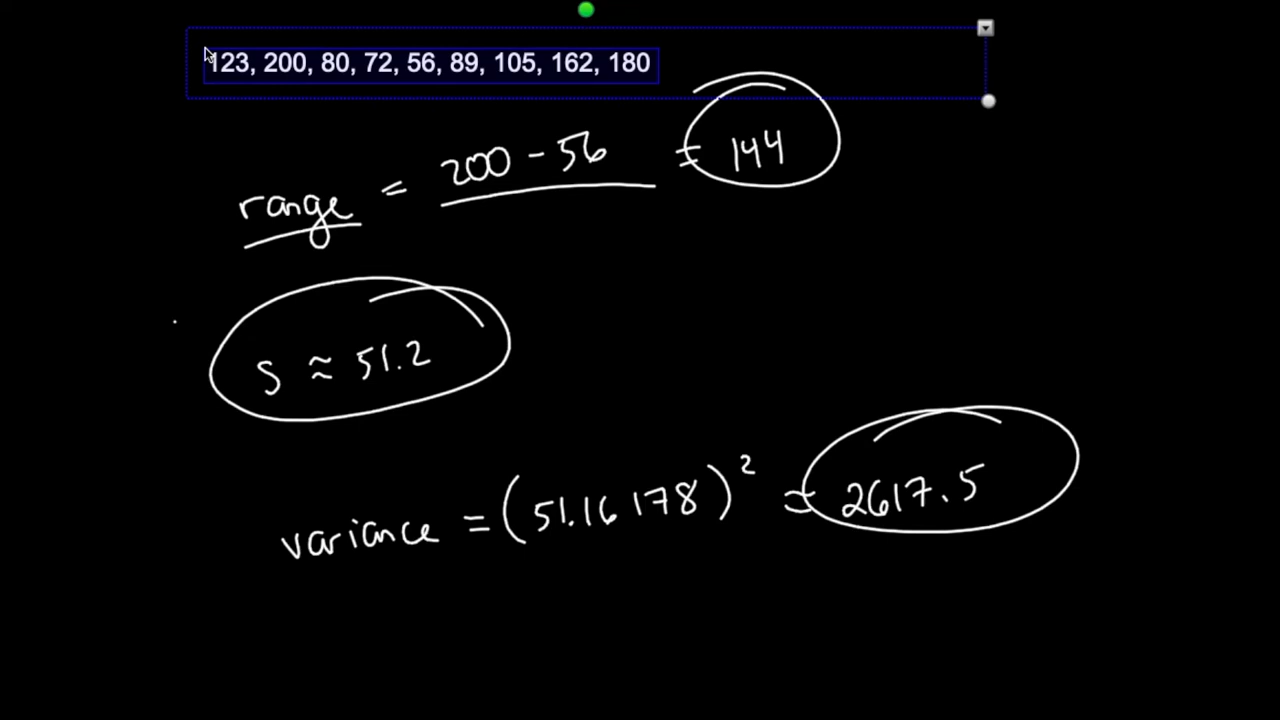 123, 200, 80, 72, 56, 89, 105, 162, 180
range = 200 - 56 = 144
s ≈ 51.2
variance = (51.16178)² = 2617.5